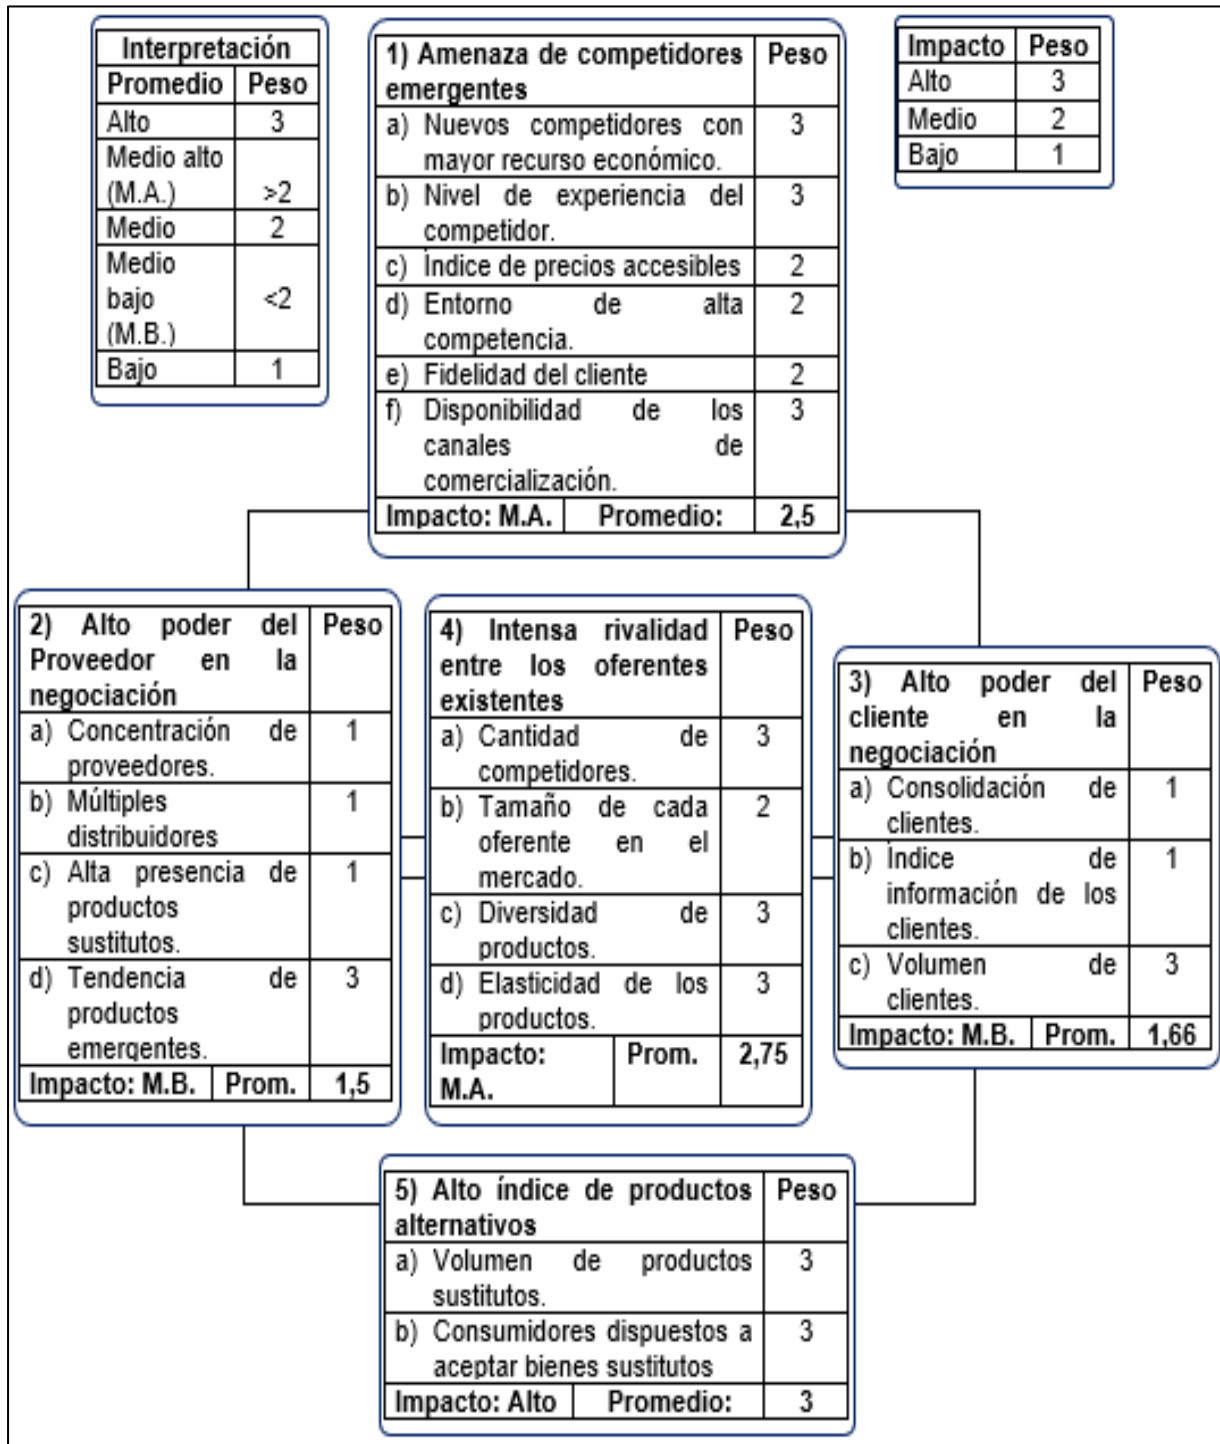 Interpretación
Promedio Peso
Alto 3
Medio alto
(M.A.) >2
Medio 2
Medio
bajo <2
(M.B.)
Bajo 1
1) Amenaza de competidores Peso
emergentes
a) Nuevos competidores con 3
mayor recurso económico.
b) Nivel de experiencia del 3
competidor.
c) Índice de precios accesibles 2
d) Entorno de alta 2
competencia.
e) Fidelidad del cliente 2
f) Disponibilidad de los 3
canales de
comercialización.
Impacto: M.A. Promedio: 2,5
Impacto Peso
Alto 3
Medio 2
Bajo 1
2) Alto poder del Peso
Proveedor en la
negociación
a) Concentración de 1
proveedores.
b) Múltiples 1
distribuidores
c) Alta presencia de 1
productos
sustitutos.
d) Tendencia de 3
productos
emergentes.
Impacto: M.B. Prom. 1,5
4) Intensa rivalidad Peso
entre los oferentes
existentes
a) Cantidad de 3
competidores.
b) Tamaño de cada 2
oferente en el
mercado.
c) Diversidad de 3
productos.
d) Elasticidad de los 3
productos.
Impacto: Prom. 2,75
M.A.
3) Alto poder del Peso
cliente en la
negociación
a) Consolidación de 1
clientes.
b) Índice de 1
información de los
clientes.
c) Volumen de 3
clientes.
Impacto: M.B. Prom. 1,66
5) Alto índice de productos Peso
alternativos
a) Volumen de productos 3
sustitutos.
b) Consumidores dispuestos a 3
aceptar bienes sustitutos
Impacto: Alto Promedio: 3